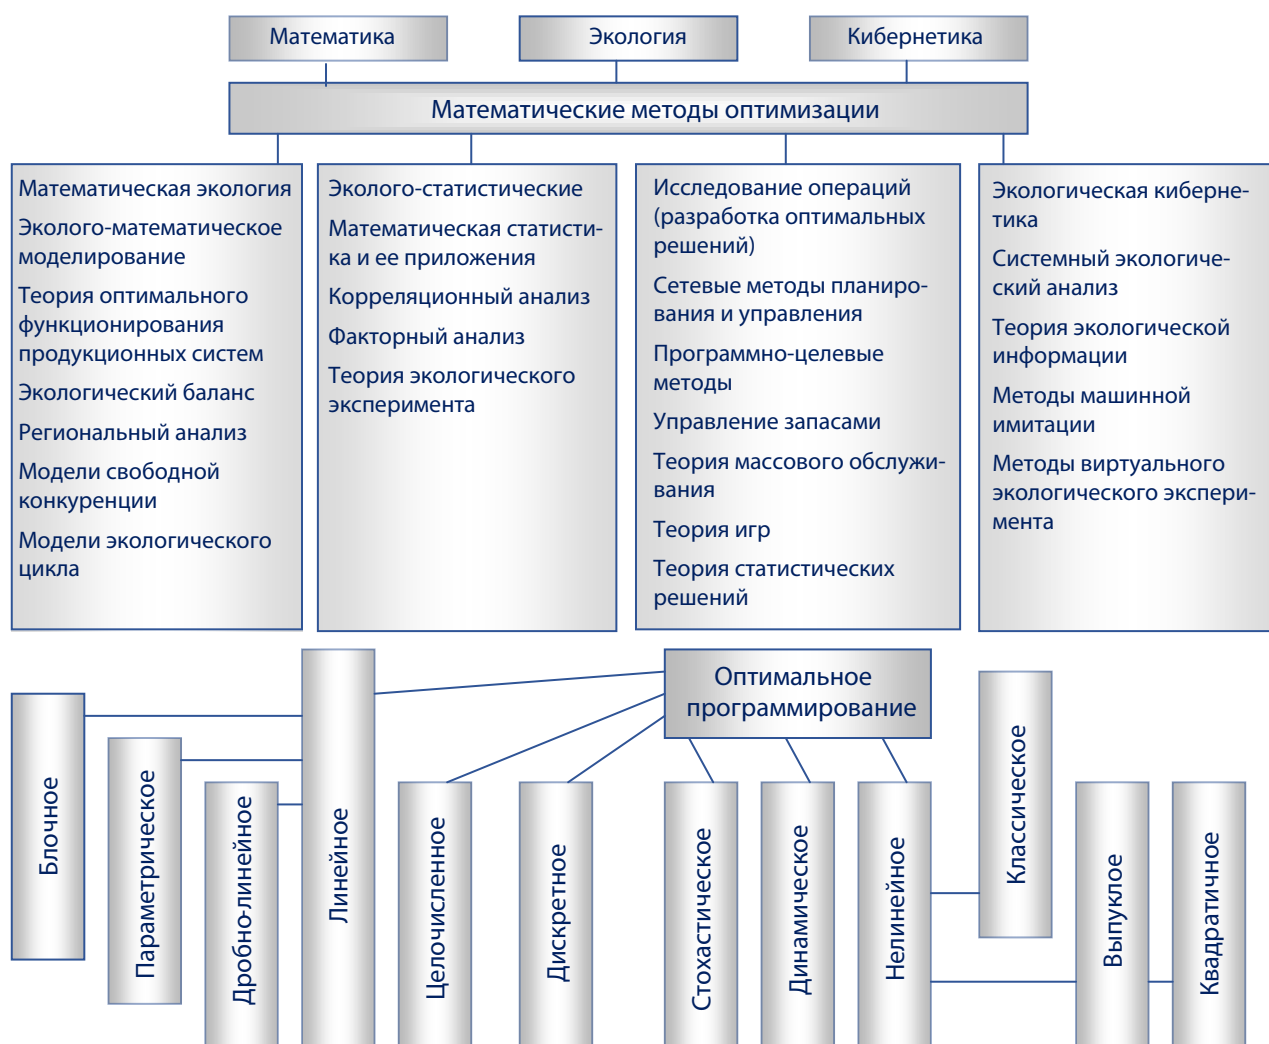 Математика
Экология
Кибернетика
Математические методы оптимизации
Математическая экология
Эколого-математическое
моделирование
Теория оптимального
функционирования
продукционных систем
Экологический баланс
Региональный анализ
Модели свободной
конкуренции
Модели экологического
цикла
Эколого-статистические
Математическая статисти-
ка и ее приложения
Корреляционный анализ
Факторный анализ
Теория экологического
эксперимента
Исследование операций
(разработка оптимальных
решений)
Сетевые методы планиро-
вания и управления
Программно-целевые
методы
Управление запасами
Теория массового обслужи-
вания
Теория игр
Теория статистических
решений
Экологическая киберне-
тика
Системный экологиче-
ский анализ
Теория экологической
информации
Методы машинной
имитации
Методы виртуального
экологического экспери-
мента
Оптимальное
программирование
Блочное
Параметрическое
Дробно-линейное
Линейное
Целочисленное
Дискретное
Стохастическое
Динамическое
Нелинейное
Классическое
Выпуклое
Квадратичное